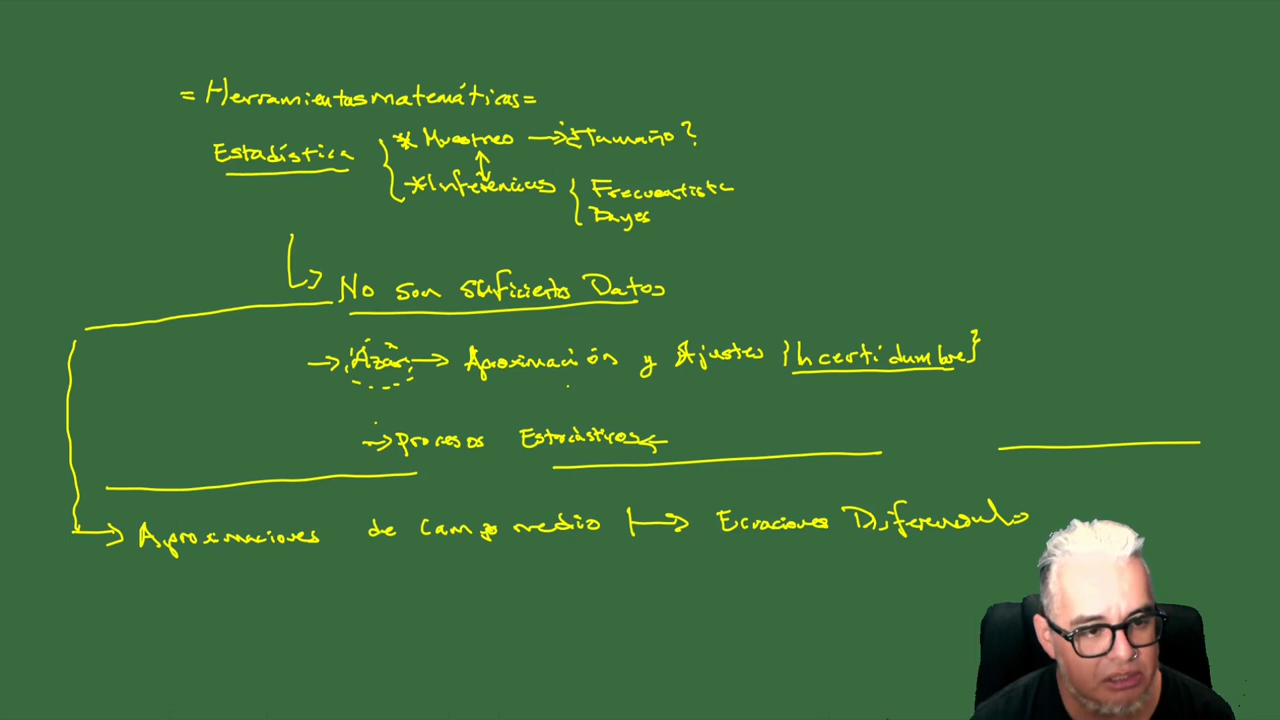 = Herramientas matemáticas =
Estadística { * Muestreo → ¿Tamaño?
* Inferencias { Frecuentista
Bayes
No son suficientes Datos
→ Azar → Aproximación y Ajustes {Incertidumbre}
→ Procesos Estocásticos ←
→ Aproximaciones de campo medio ↦ Ecuaciones Diferenciales